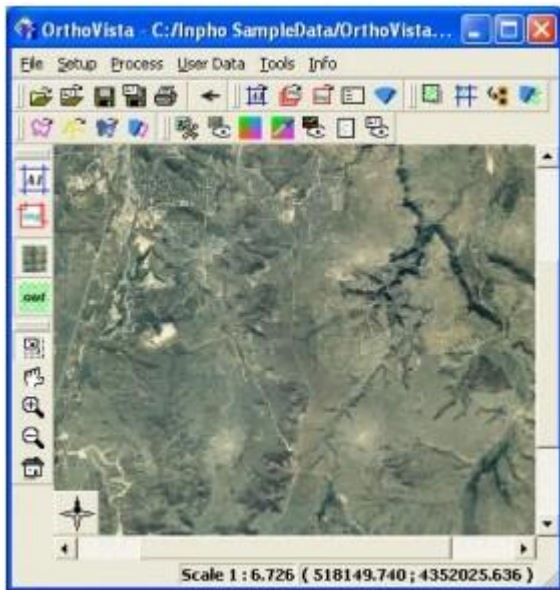 OrthoVista - C:/Inpho SampleData/OrthoVista...
File Setup Process User Data Tools Info
Scale 1 : 6.726 ( 518149.740 ; 4352025.636 )